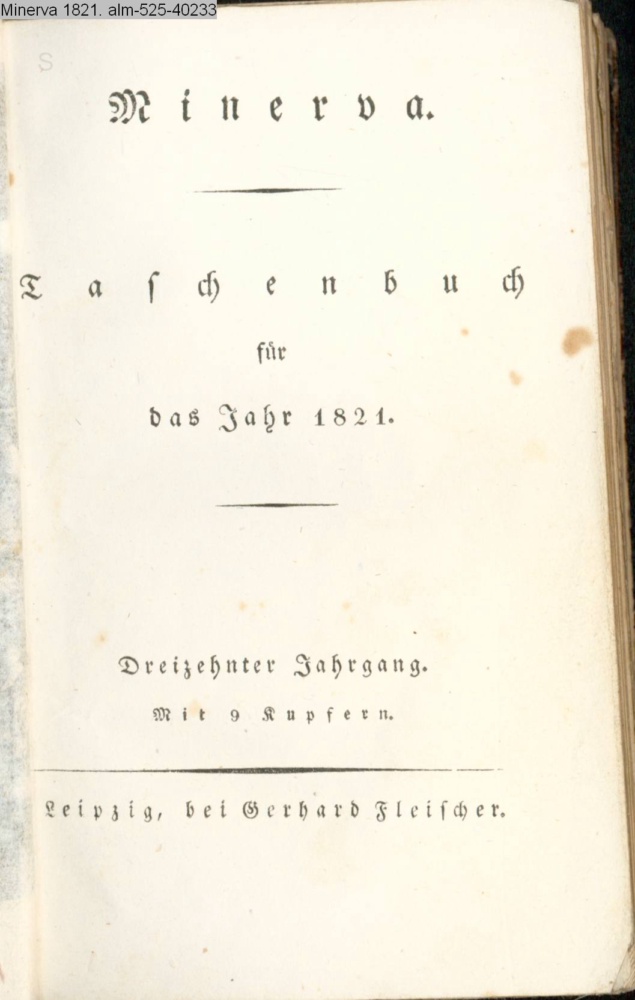 Minerva 1821. alm-525-40233
S
Minerva.
Taſchenbuch
für
das Jahr 1821.
Dreizehnter Jahrgang.
Mit 9 Kupfern.
Leipzig, bei Gerhard Fleiſcher.